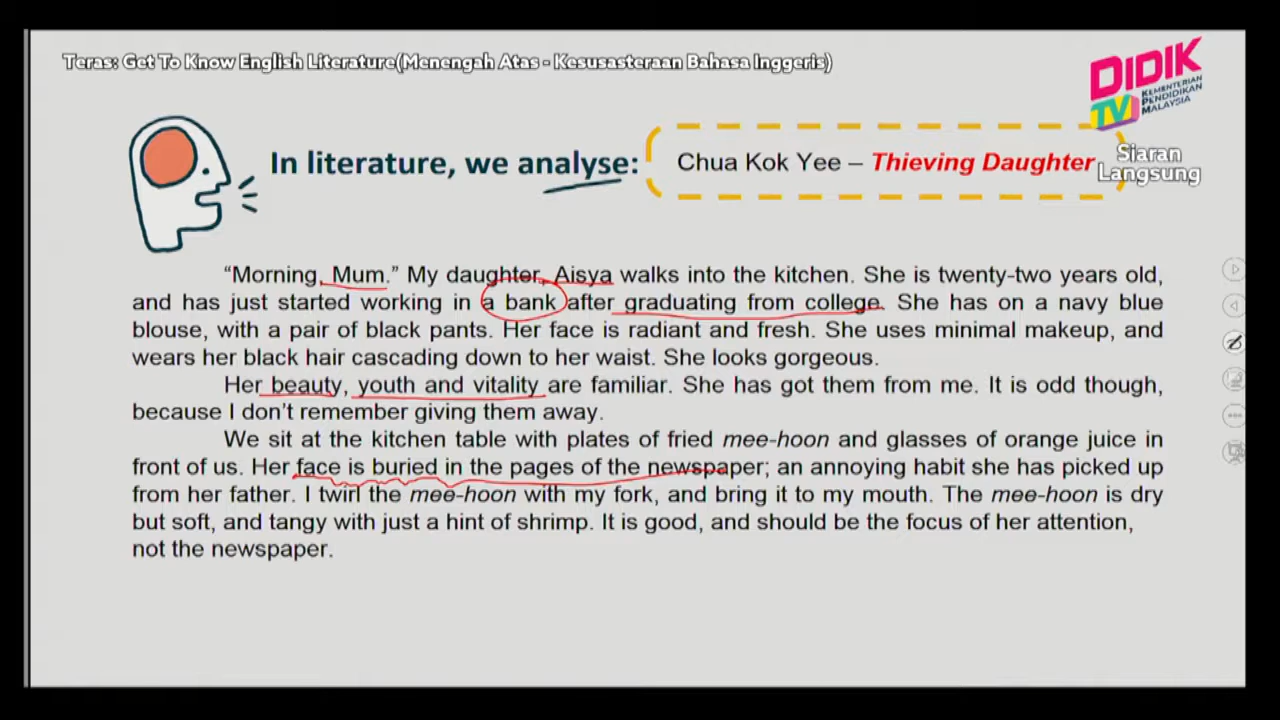 Teras: Get To Know English Literature(Menengah Atas - Kesusasteraan Bahasa Inggeris)
DIDIK
TV
KEMENTERIAN
PENDIDIKAN
MALAYSIA
In literature, we analyse:
Chua Kok Yee – Thieving Daughter
Siaran
Langsung
“Morning, Mum.” My daughter, Aisya walks into the kitchen. She is twenty-two years old,
and has just started working in a bank after graduating from college. She has on a navy blue
blouse, with a pair of black pants. Her face is radiant and fresh. She uses minimal makeup, and
wears her black hair cascading down to her waist. She looks gorgeous.
Her beauty, youth and vitality are familiar. She has got them from me. It is odd though,
because I don’t remember giving them away.
We sit at the kitchen table with plates of fried mee-hoon and glasses of orange juice in
front of us. Her face is buried in the pages of the newspaper; an annoying habit she has picked up
from her father. I twirl the mee-hoon with my fork, and bring it to my mouth. The mee-hoon is dry
but soft, and tangy with just a hint of shrimp. It is good, and should be the focus of her attention,
not the newspaper.